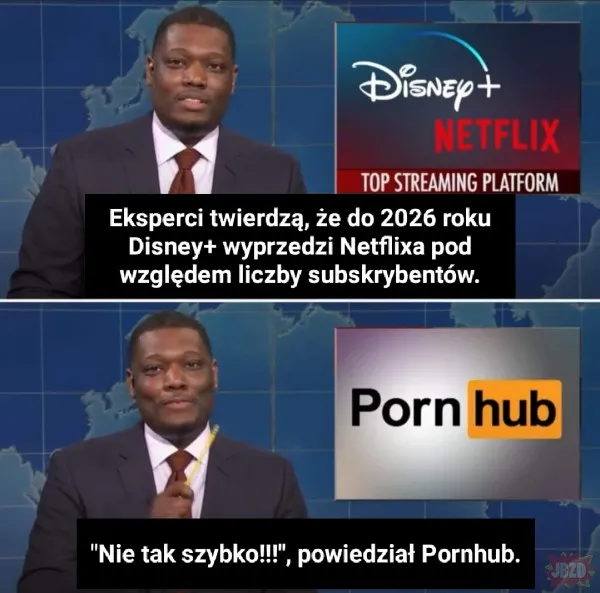 Disney+
NETFLIX
TOP STREAMING PLATFORM
Eksperci twierdzą, że do 2026 roku
Disney+ wyprzedzi Netflixa pod
względem liczby subskrybentów.
Porn hub
"Nie tak szybko!!!", powiedział Pornhub.
JBZD